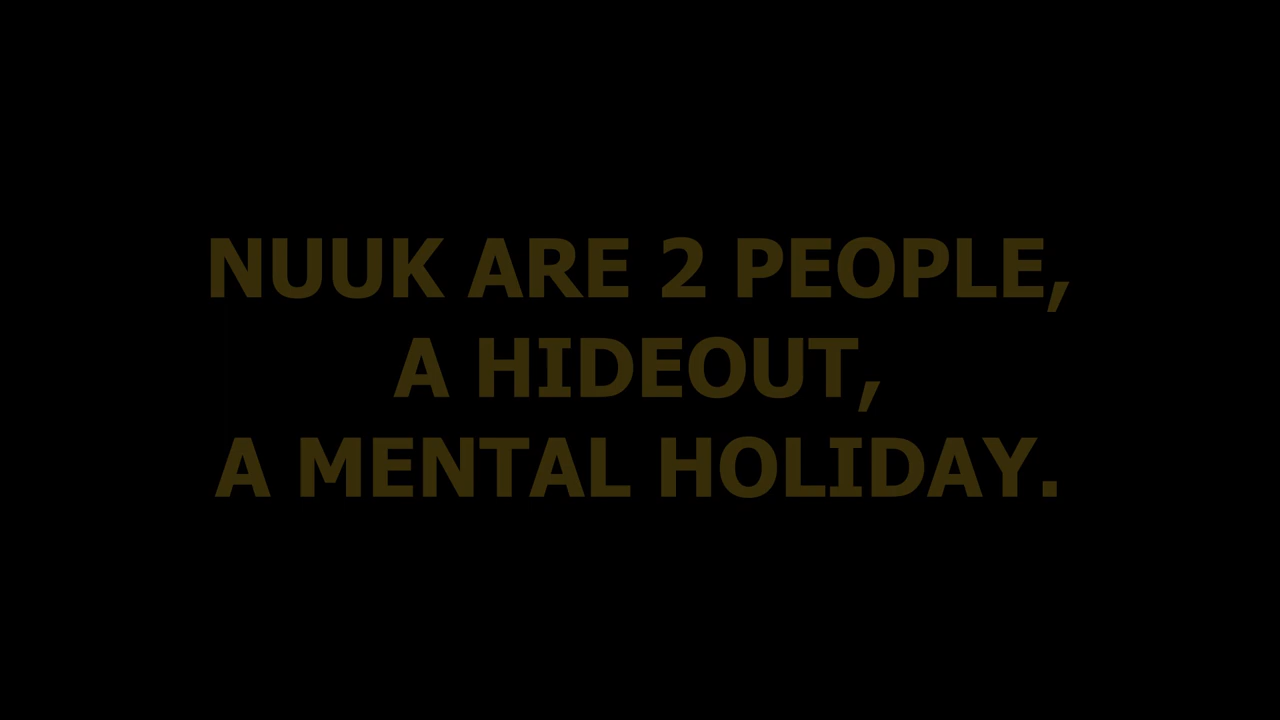 NUUK ARE 2 PEOPLE,
A HIDEOUT,
A MENTAL HOLIDAY.